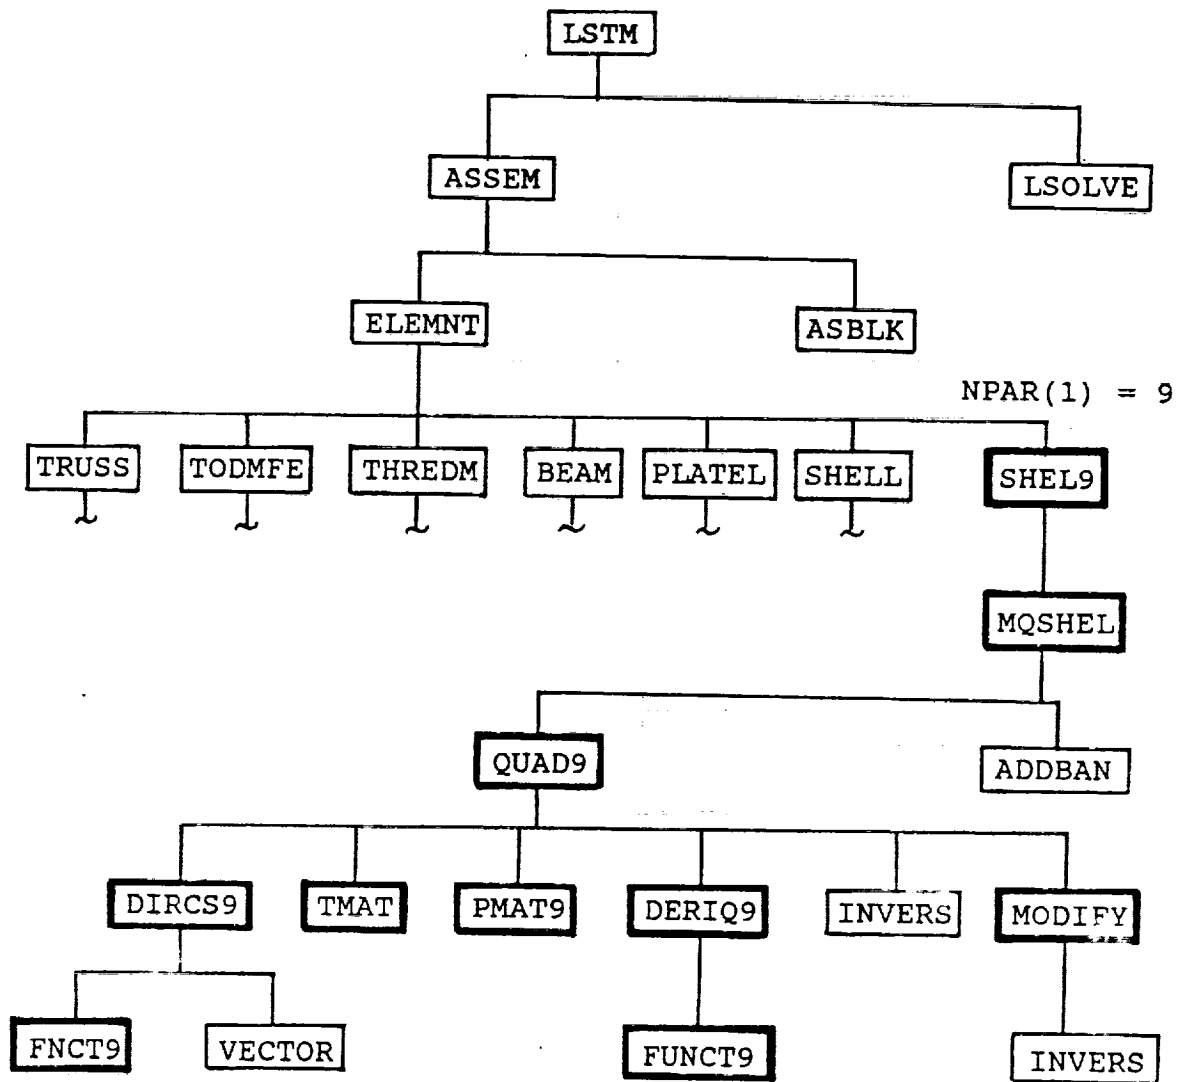 LSTM
ASSEM
LSOLVE
ELEMNT
ASBLK
NPAR(1) = 9
TRUSS
TODMFE
THREDM
BEAM
PLATEL
SHELL
SHEL9
MQSHEL
QUAD9
ADDBAN
DIRCS9
TMAT
PMAT9
DERIQ9
INVERS
MODIFY
FNCT9
VECTOR
FUNCT9
INVERS